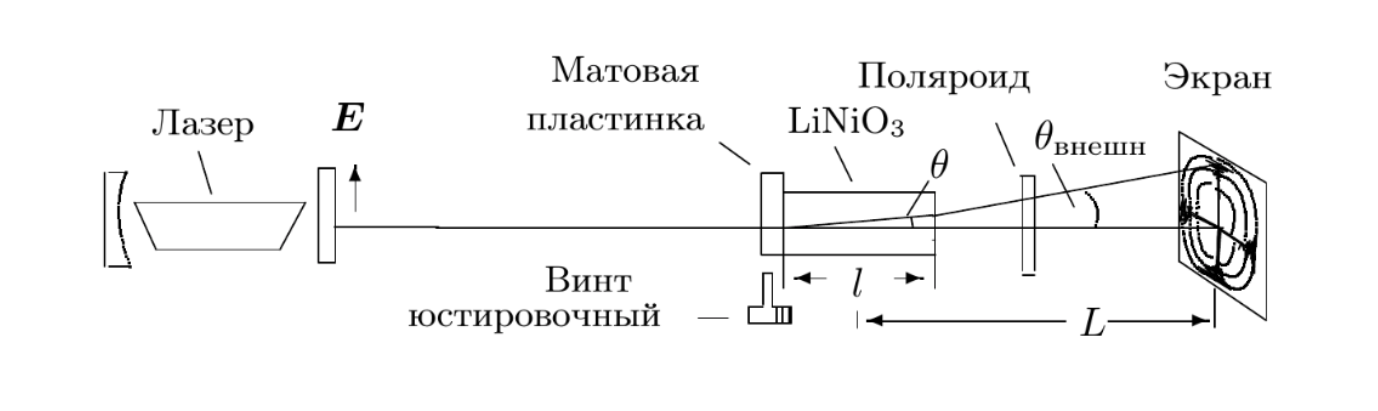 Матовая
пластинка
Поляроид
Экран
Лазер
E
LiNiO₃
θ
θвнешн
Винт
юстировочный
l
L